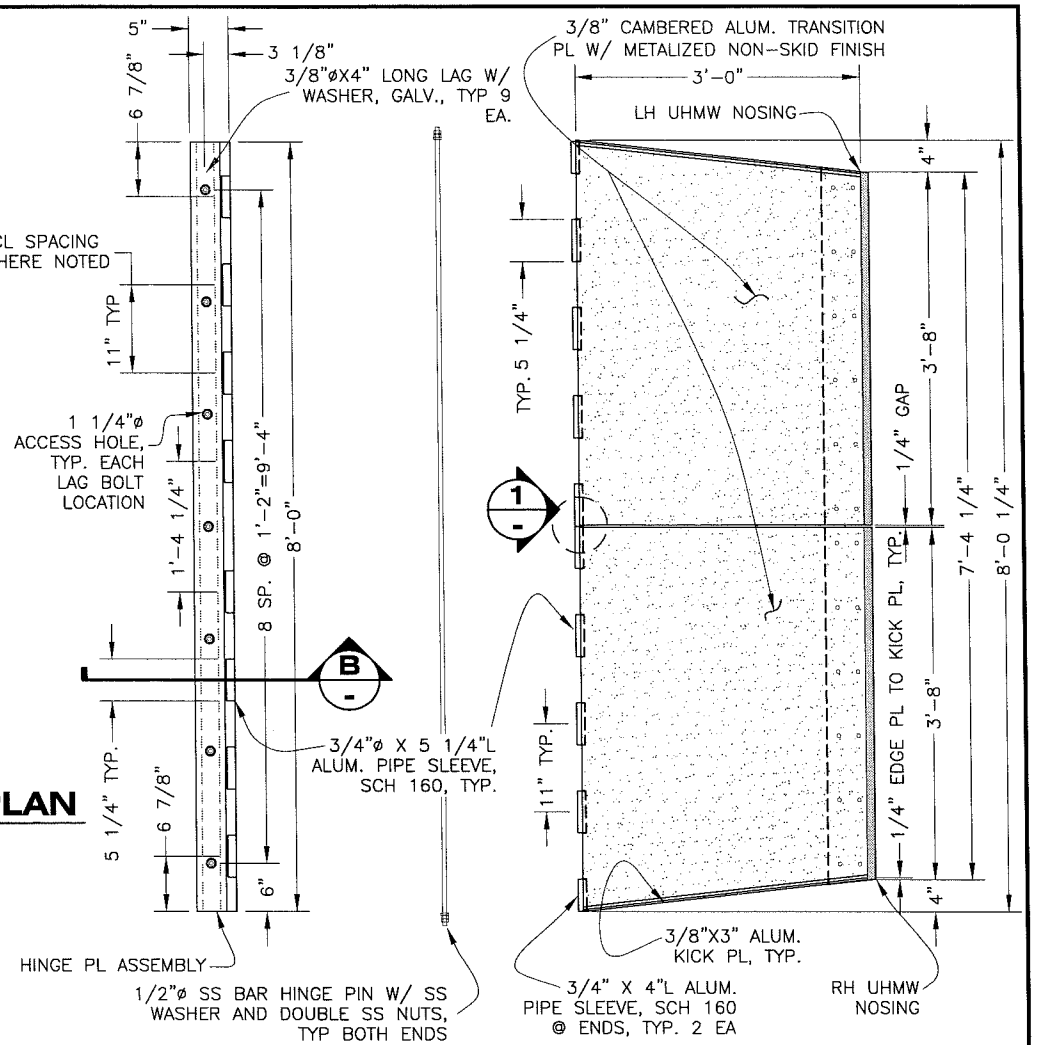 5"
3 1/8"
6 7/8"
3/8"øX4" LONG LAG W/
WASHER, GALV., TYP 9
EA.
3/8" CAMBERED ALUM. TRANSITION
PL W/ METALIZED NON-SKID FINISH
3'-0"
LH UHMW NOSING
4"
CL SPACING
HERE NOTED
11" TYP
1 1/4"ø
ACCESS HOLE,
TYP. EACH
LAG BOLT
LOCATION
1'-4 1/4"
8 SP. @ 1'-2"=9'-4"
8'-0"
TYP. 5 1/4"
3'-8"
1/4" GAP
7'-4 1/4"
8'-0 1/4"
1
-
B
-
3/4"ø X 5 1/4"L
ALUM. PIPE SLEEVE,
SCH 160, TYP.
11" TYP.
1/4" EDGE PL TO KICK PL, TYP.
3'-8"
PLAN
5 1/4" TYP.
6 7/8"
6"
4"
HINGE PL ASSEMBLY
1/2"ø SS BAR HINGE PIN W/ SS
WASHER AND DOUBLE SS NUTS,
TYP BOTH ENDS
3/8"X3" ALUM.
KICK PL, TYP.
3/4" X 4"L ALUM.
PIPE SLEEVE, SCH 160
@ ENDS, TYP. 2 EA
RH UHMW
NOSING